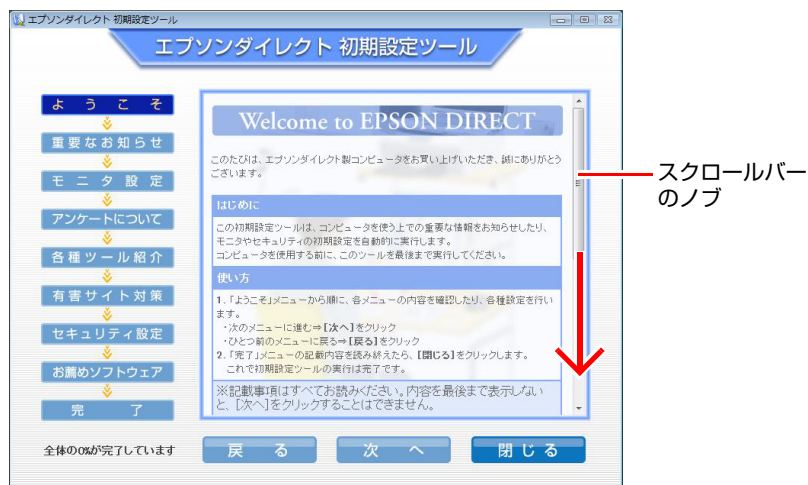 エプソンダイレクト 初期設定ツール
エプソンダイレクト 初期設定ツール
ようこそ
重要なお知らせ
モニタ設定
アンケートについて
各種ツール紹介
有害サイト対策
セキュリティ設定
お薦めソフトウェア
完了
Welcome to EPSON DIRECT
このたびは、エプソンダイレクト製コンピュータをお買い上げいただき、誠にありがとう
ございます。
はじめに
この初期設定ツールは、コンピュータを使う上での重要な情報をお知らせしたり、
モニタやセキュリティの初期設定を自動的に実行します。
コンピュータを使用する前に、このツールを最後まで実行してください。
使い方
1.「ようこそ」メニューから順に、各メニューの内容を確認したり、各種設定を行い
ます。
・次のメニューに進む⇒[次へ]をクリック
・ひとつ前のメニューに戻る⇒[戻る]をクリック
2.「完了」メニューの記載内容を読み終えたら、[閉じる]をクリックします。
これで初期設定ツールの実行は完了です。
※記載事項はすべてお読みください。内容を最後まで表示しない
と、[次へ]をクリックすることはできません。
全体の0%が完了しています
戻る
次へ
閉じる
スクロールバー
のノブ